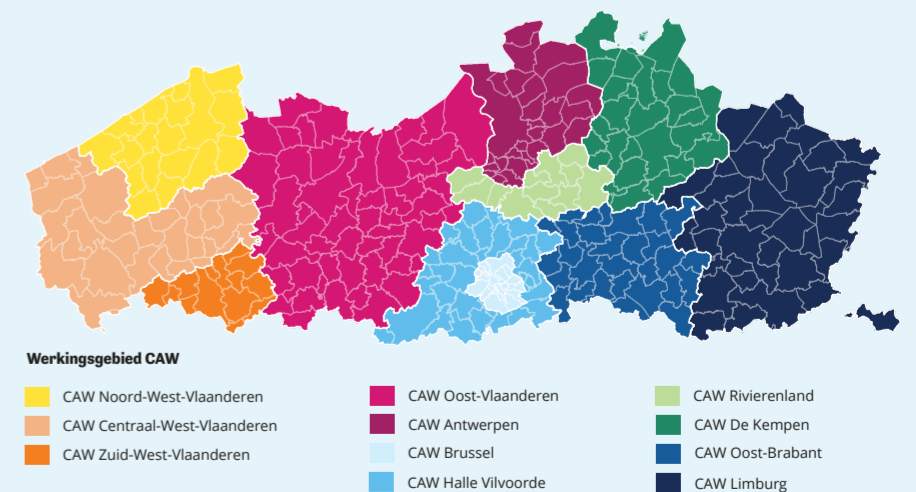 Werkingsgebied CAW
CAW Noord-West-Vlaanderen
CAW Centraal-West-Vlaanderen
CAW Zuid-West-Vlaanderen
CAW Oost-Vlaanderen
CAW Antwerpen
CAW Brussel
CAW Halle Vilvoorde
CAW Rivierenland
CAW De Kempen
CAW Oost-Brabant
CAW Limburg